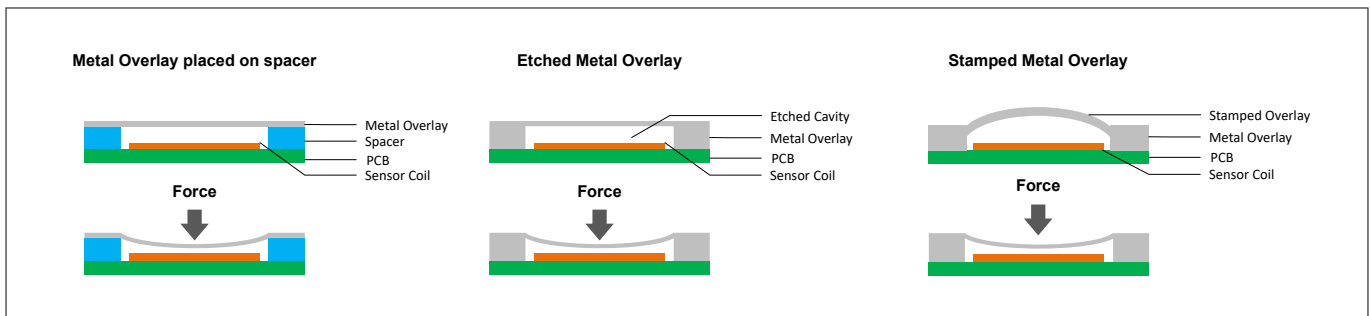 Metal Overlay placed on spacer
Metal Overlay
Spacer
PCB
Sensor Coil
Force
Etched Metal Overlay
Etched Cavity
Metal Overlay
PCB
Sensor Coil
Force
Stamped Metal Overlay
Stamped Overlay
Metal Overlay
PCB
Sensor Coil
Force